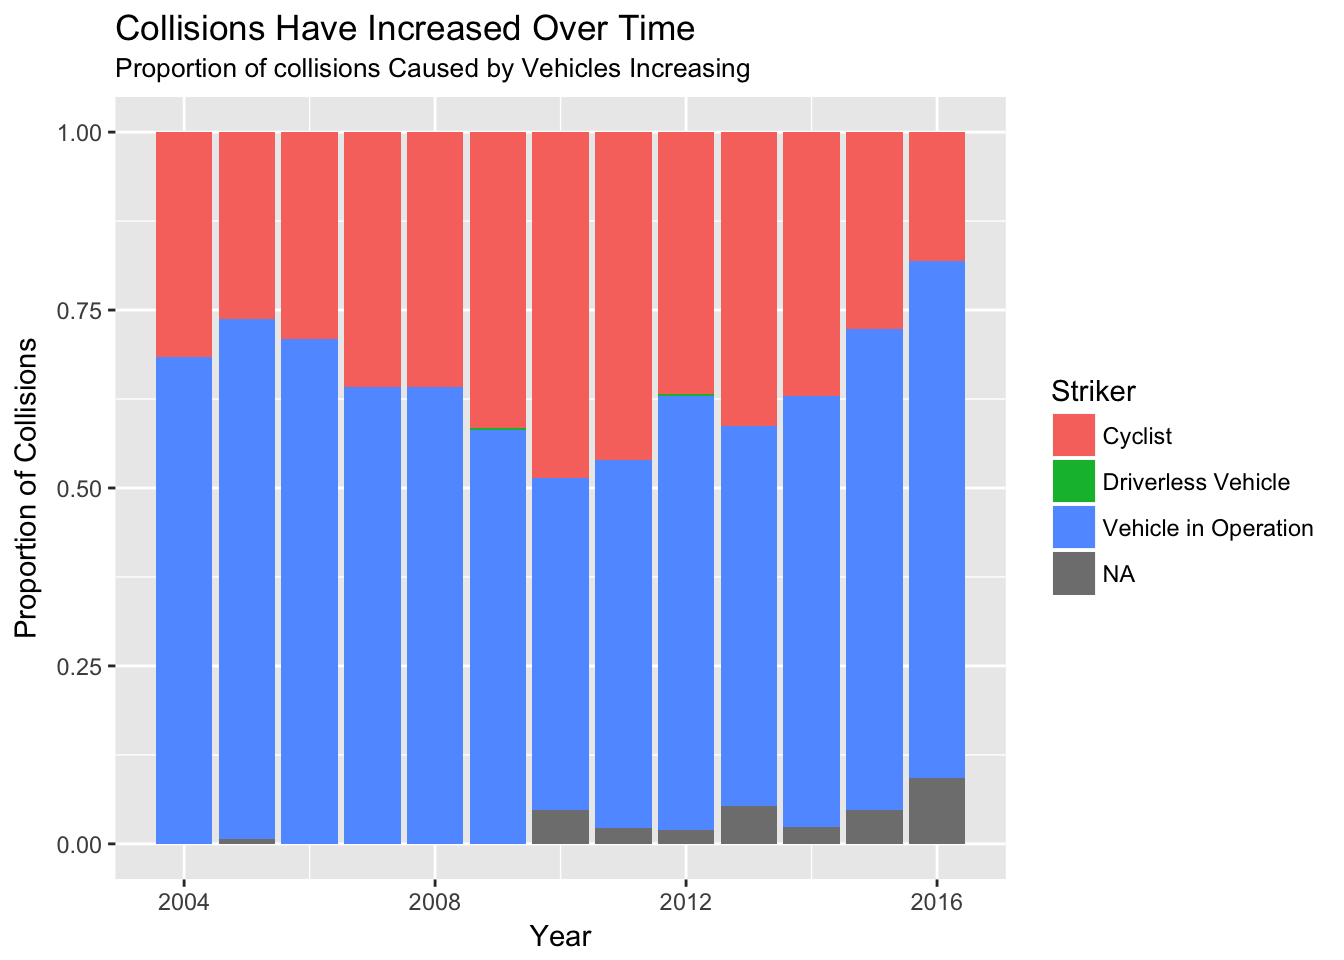 Collisions Have Increased Over Time
Proportion of collisions Caused by Vehicles Increasing
Proportion of Collisions
1.00
0.75
0.50
0.25
0.00
2004 2008 2012 2016
Year
Striker
Cyclist
Driverless Vehicle
Vehicle in Operation
NA